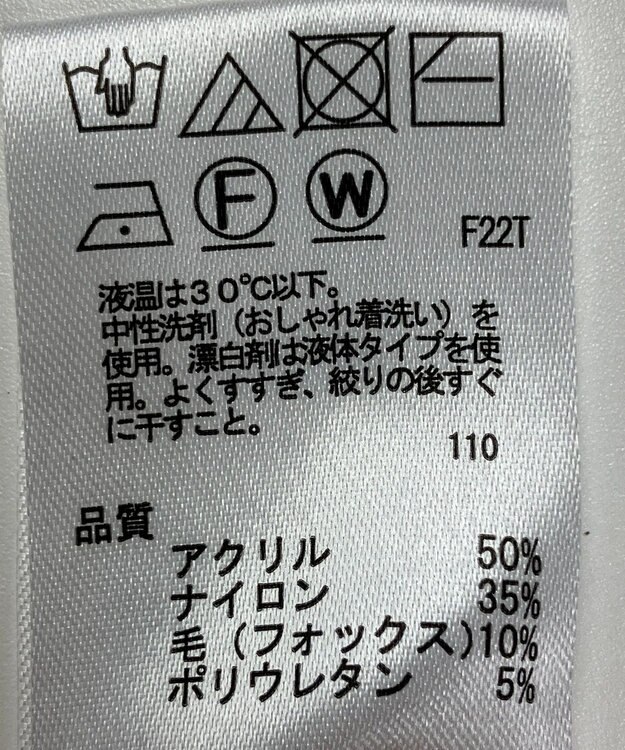 F W F22T
液温は３０℃以下。
中性洗剤（おしゃれ着洗い）を
使用。漂白剤は液体タイプを使
用。よくすすぎ、絞りの後すぐ
に干すこと。
110
品質
アクリル 50%
ナイロン 35%
毛（フォックス）10%
ポリウレタン 5%